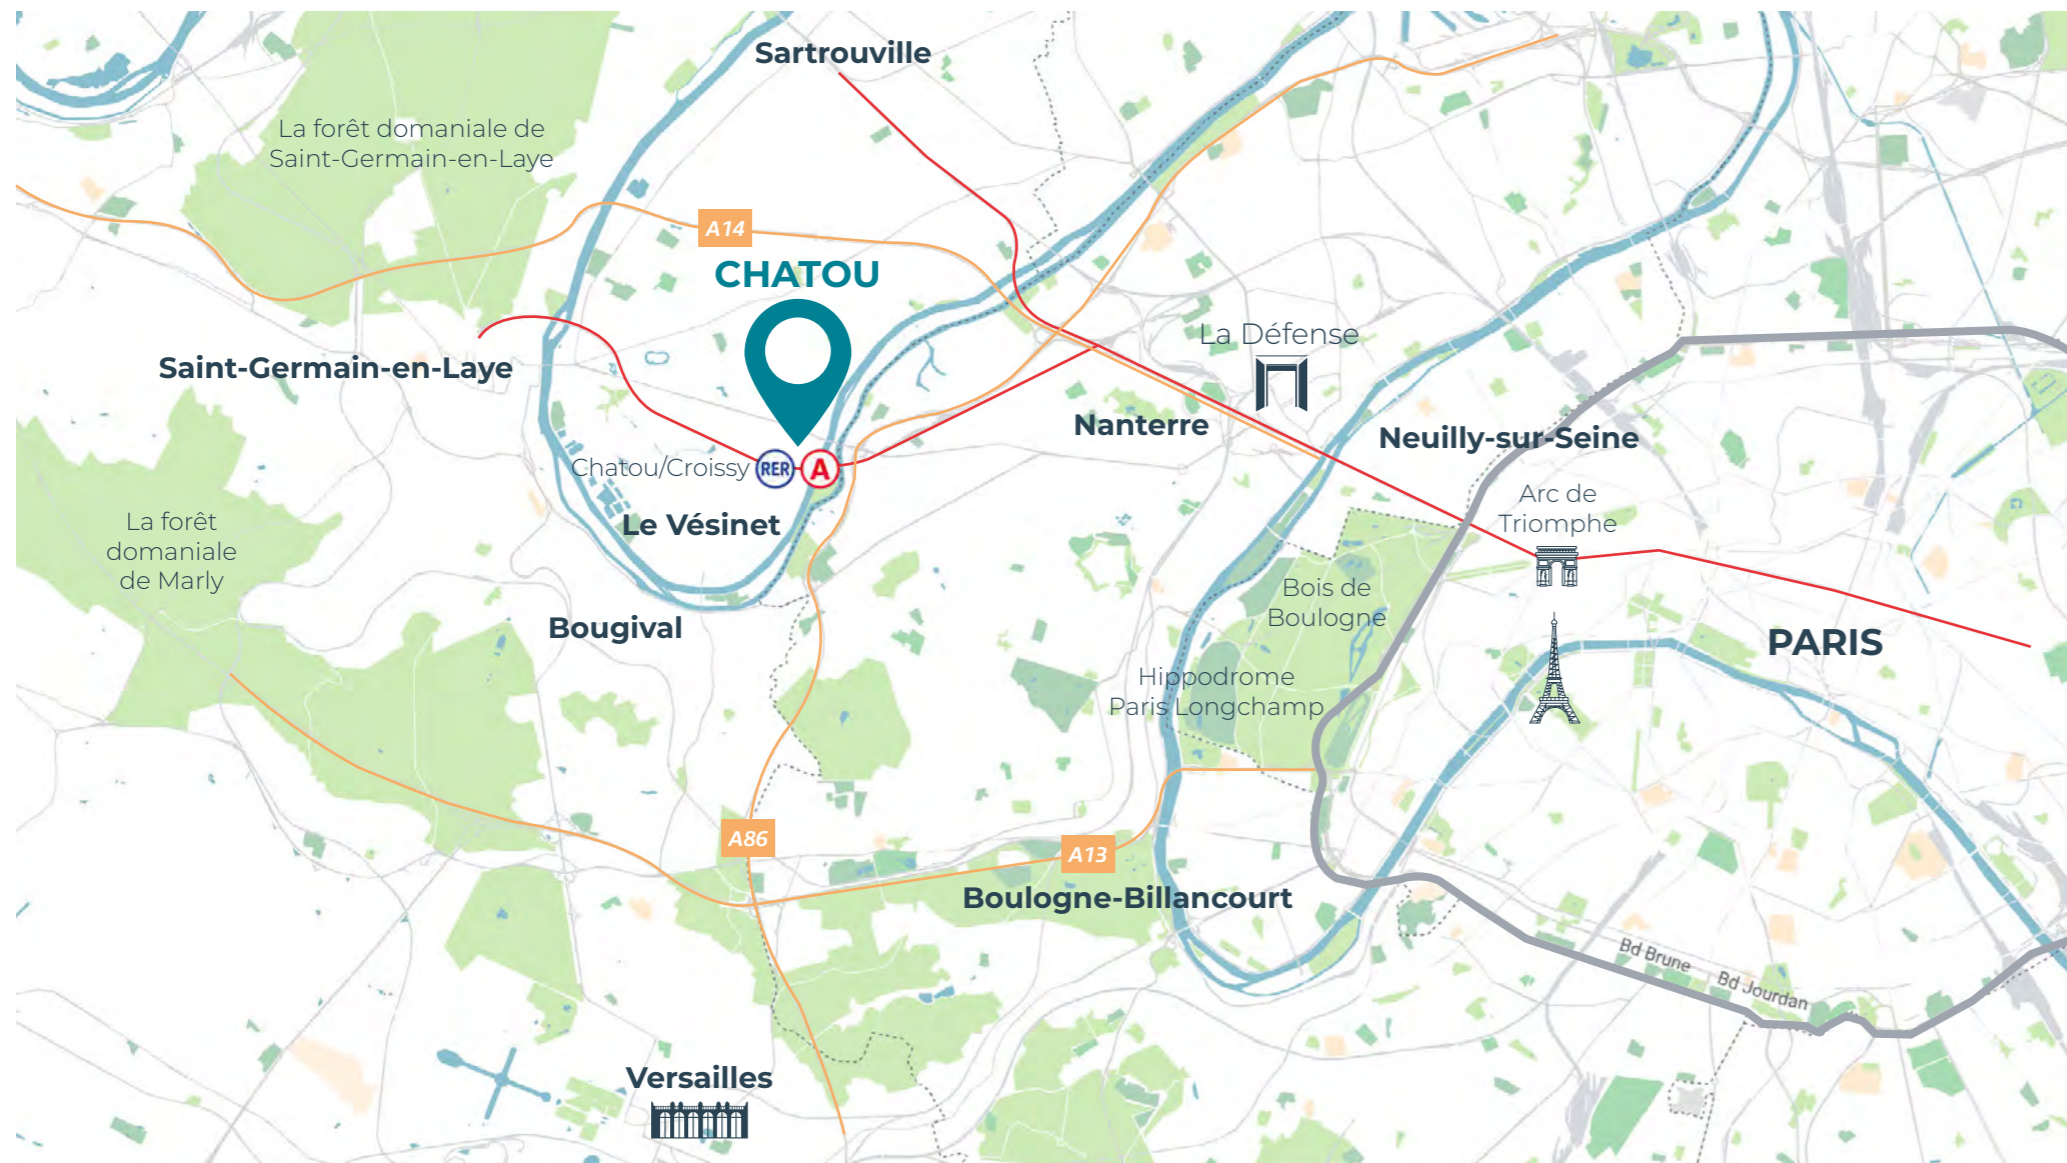 Sartrouville
La forêt domaniale de
Saint-Germain-en-Laye
A14
CHATOU
La Défense
Saint-Germain-en-Laye
Nanterre
Neuilly-sur-Seine
Chatou/Croissy RER A
Arc de
Triomphe
Le Vésinet
La forêt
domaniale
de Marly
Bois de
Boulogne
Bougival
PARIS
Hippodrome
Paris Longchamp
A86
A13
Boulogne-Billancourt
Bd Brune
Bd Jourdan
Versailles